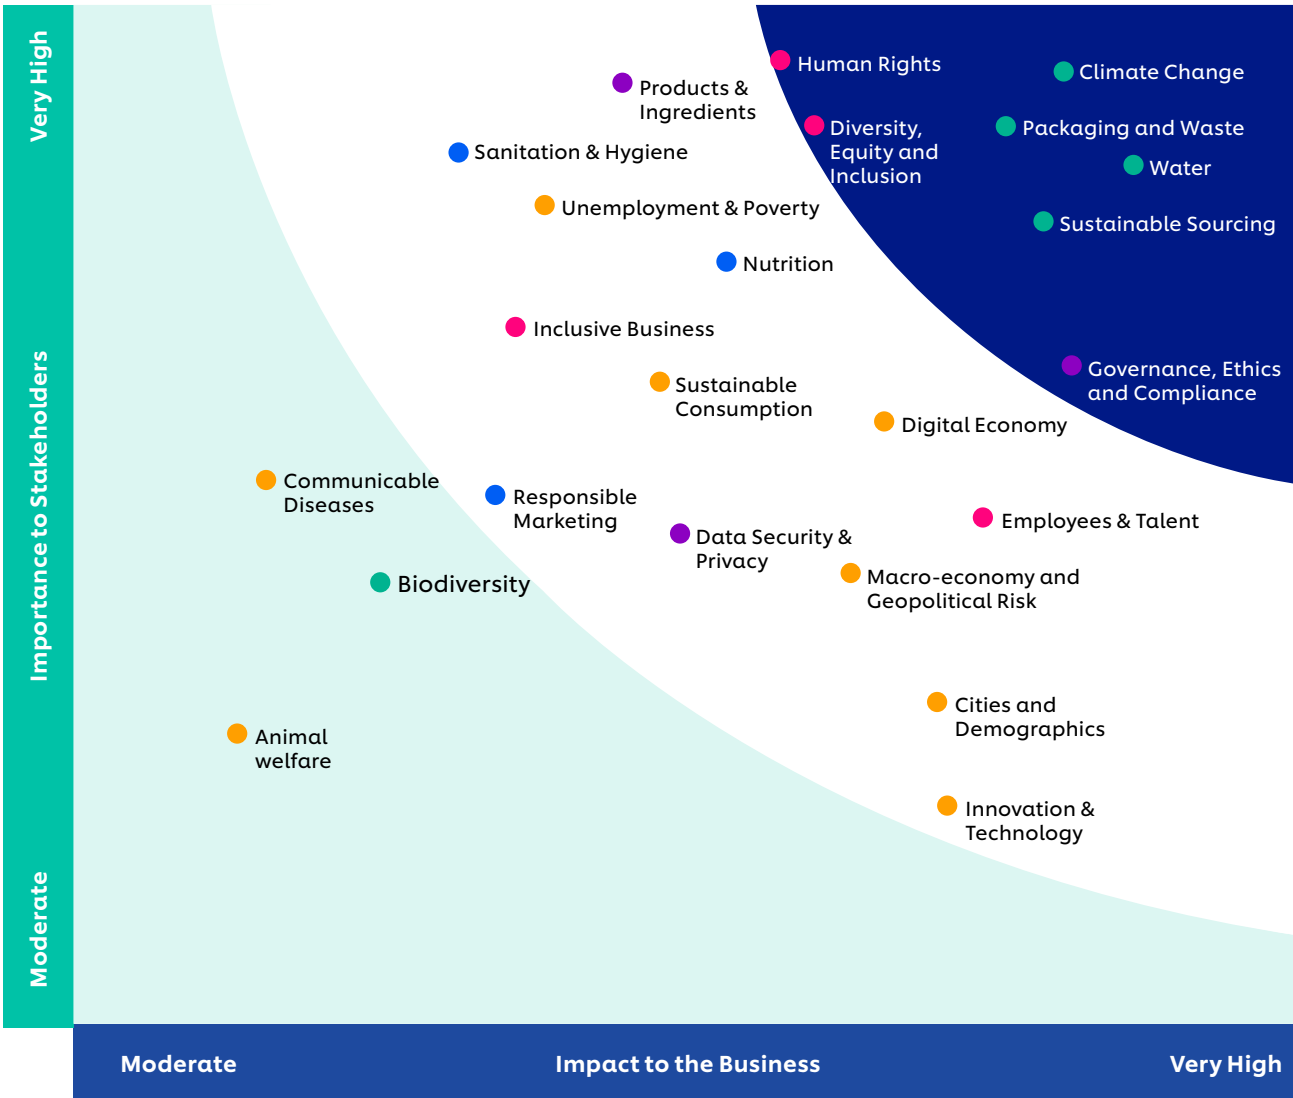 Very High
Importance to Stakeholders
Moderate
Human Rights
Climate Change
Products &
Ingredients
Diversity,
Equity and
Inclusion
Packaging and Waste
Sanitation & Hygiene
Water
Unemployment & Poverty
Sustainable Sourcing
Nutrition
Inclusive Business
Governance, Ethics
and Compliance
Sustainable
Consumption
Digital Economy
Communicable
Diseases
Responsible
Marketing
Employees & Talent
Data Security &
Privacy
Macro-economy and
Geopolitical Risk
Biodiversity
Cities and
Demographics
Animal
welfare
Innovation &
Technology
Moderate
Impact to the Business
Very High